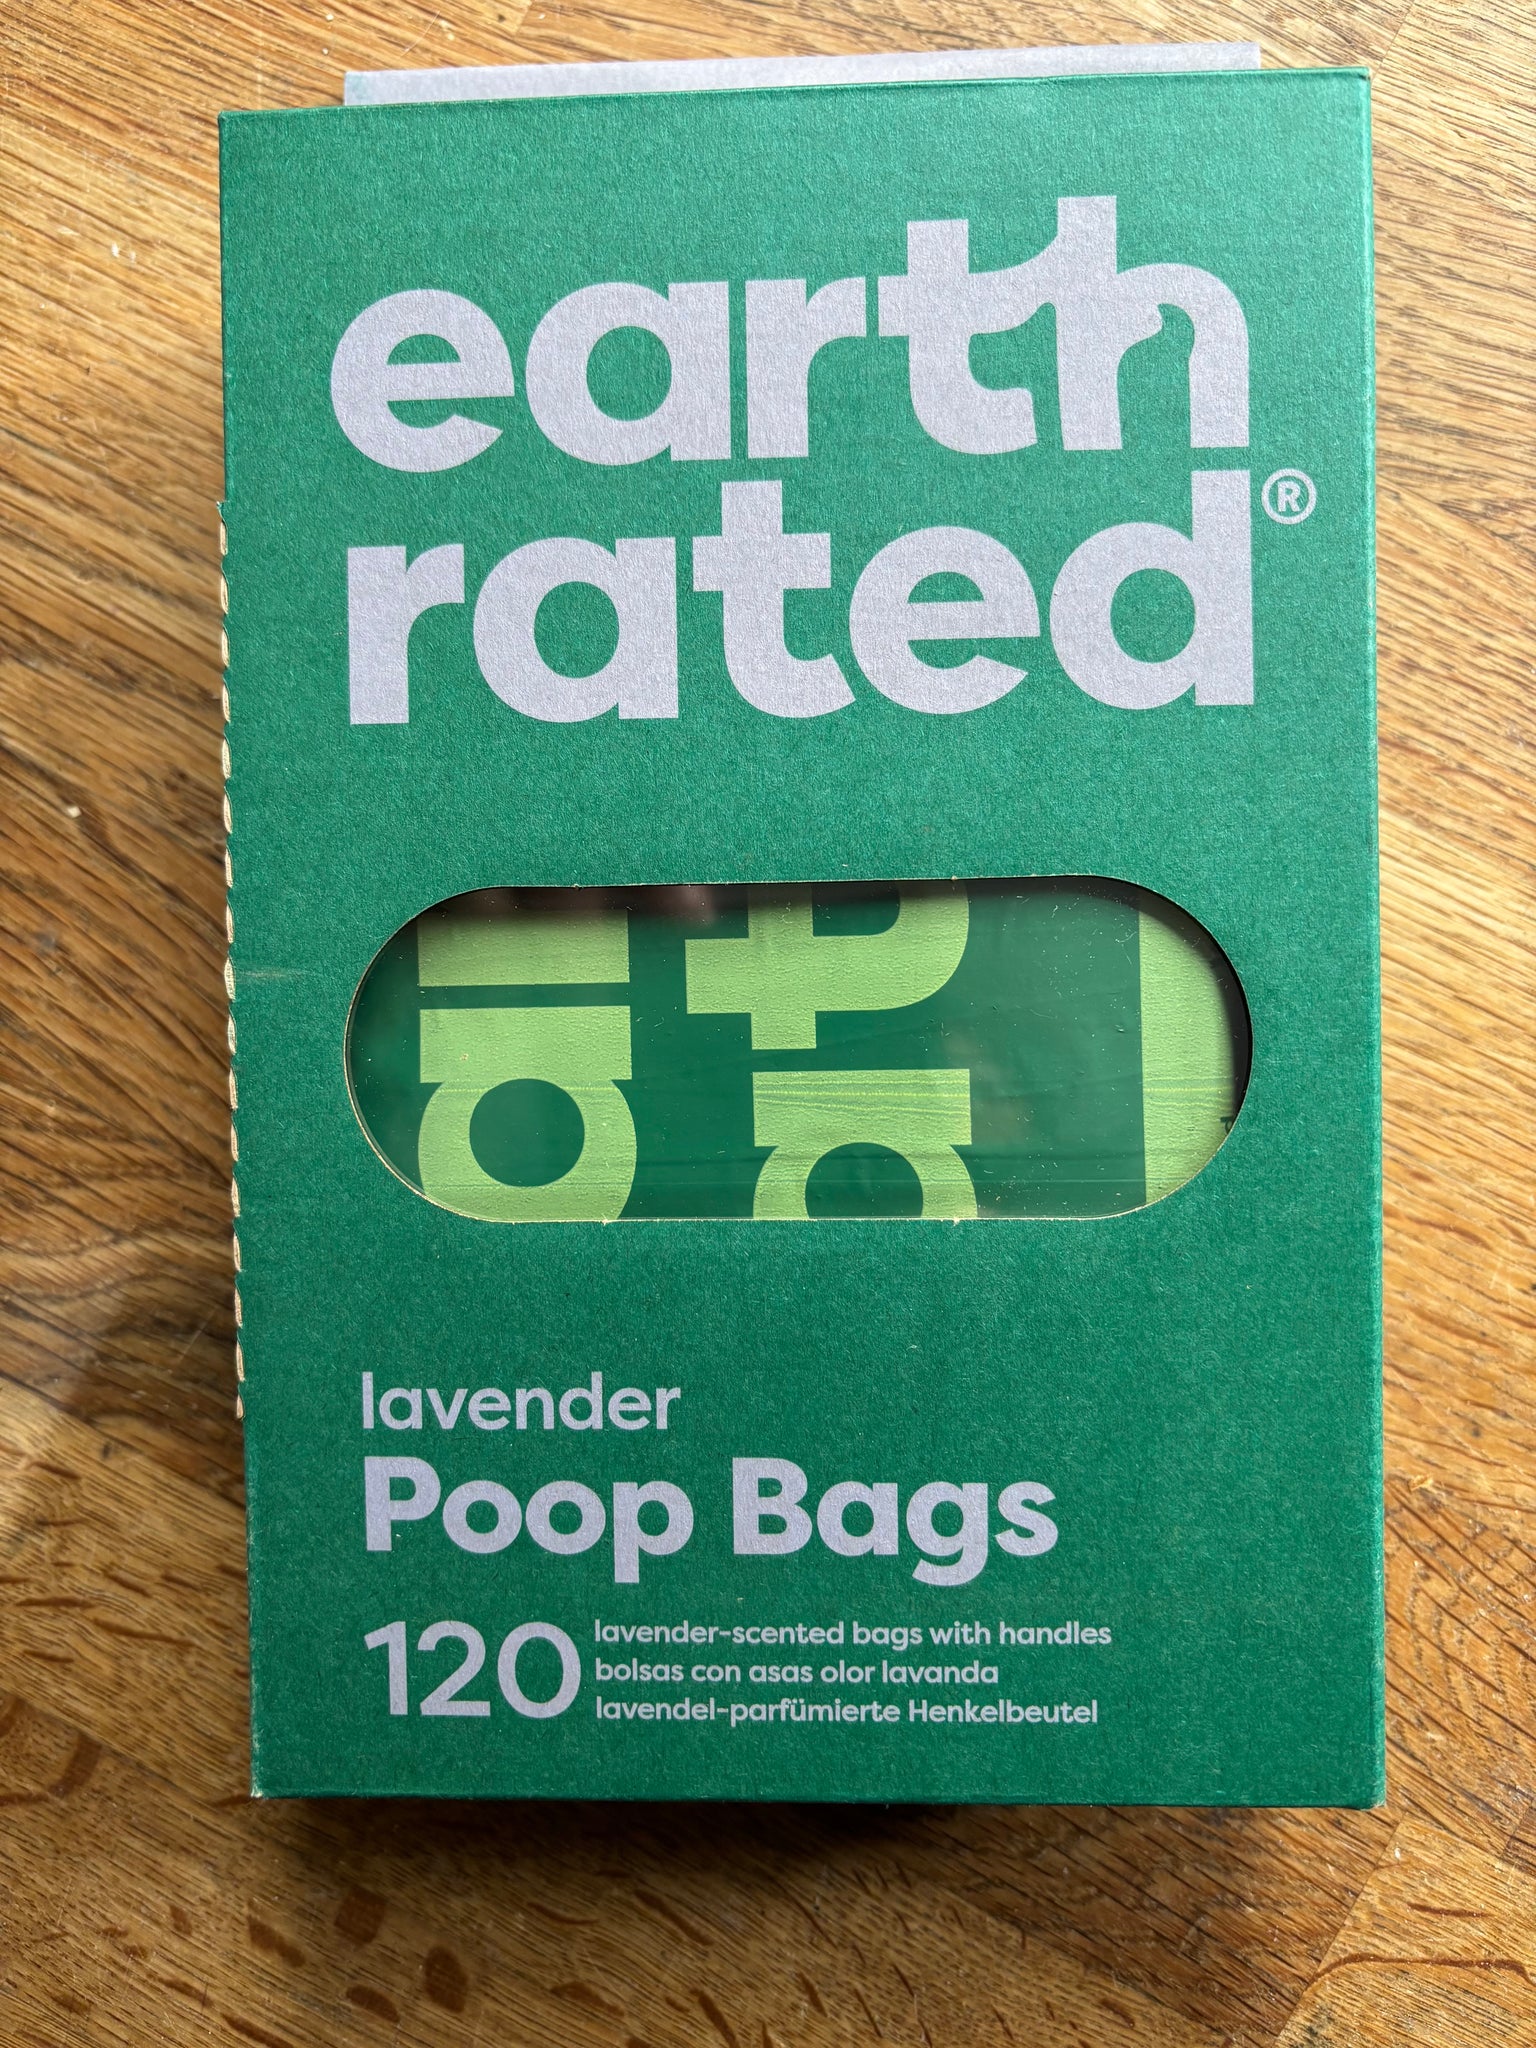 earth
rated®
lavender
Poop Bags
120
lavender-scented bags with handles
bolsas con asas olor lavanda
lavendel-parfümierte Henkelbeutel